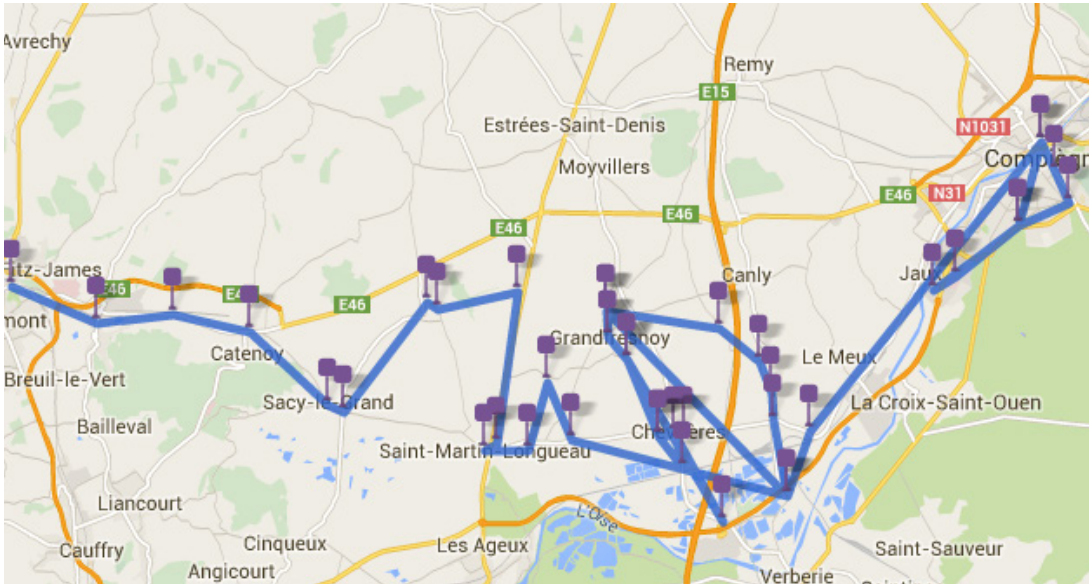 Avrechy
Remy
E15
Estrées-Saint-Denis
N1031
Moyvillers
Compiègn
E46
N31
E46
E46
itz-James
Canly
Jaux
E46
E46
mont
Grandfresnoy
Catenoy
Le Meux
Breuil-le-Vert
Sacy-le-Grand
La Croix-Saint-Ouen
Bailleval
Chevrières
Saint-Martin-Longueau
Liancourt
L'Oise
Cauffry
Cinqueux
Les Ageux
Saint-Sauveur
Angicourt
Verberie